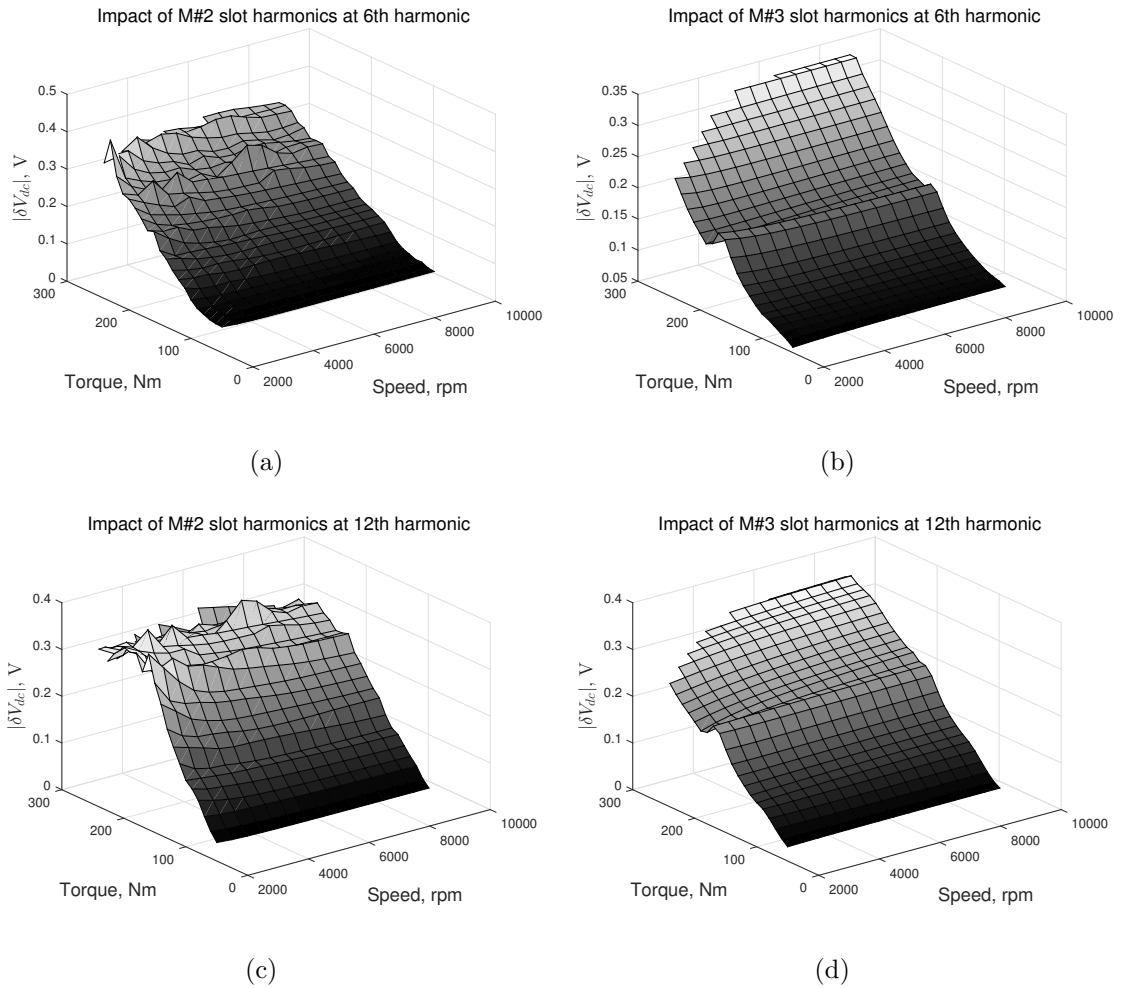 Impact of M#2 slot harmonics at 6th harmonic
0.5
0.4
0.3
0.2
0.1
0
300
200
100
0
2000
4000
6000
8000
10000
|δV_dc|, V
Torque, Nm
Speed, rpm
(a)
Impact of M#3 slot harmonics at 6th harmonic
0.35
0.3
0.25
0.2
0.15
0.1
0.05
300
200
100
0
2000
4000
6000
8000
10000
|δV_dc|, V
Torque, Nm
Speed, rpm
(b)
Impact of M#2 slot harmonics at 12th harmonic
0.4
0.3
0.2
0.1
0
300
200
100
0
2000
4000
6000
8000
10000
|δV_dc|, V
Torque, Nm
Speed, rpm
(c)
Impact of M#3 slot harmonics at 12th harmonic
0.4
0.3
0.2
0.1
0
300
200
100
0
2000
4000
6000
8000
10000
|δV_dc|, V
Torque, Nm
Speed, rpm
(d)